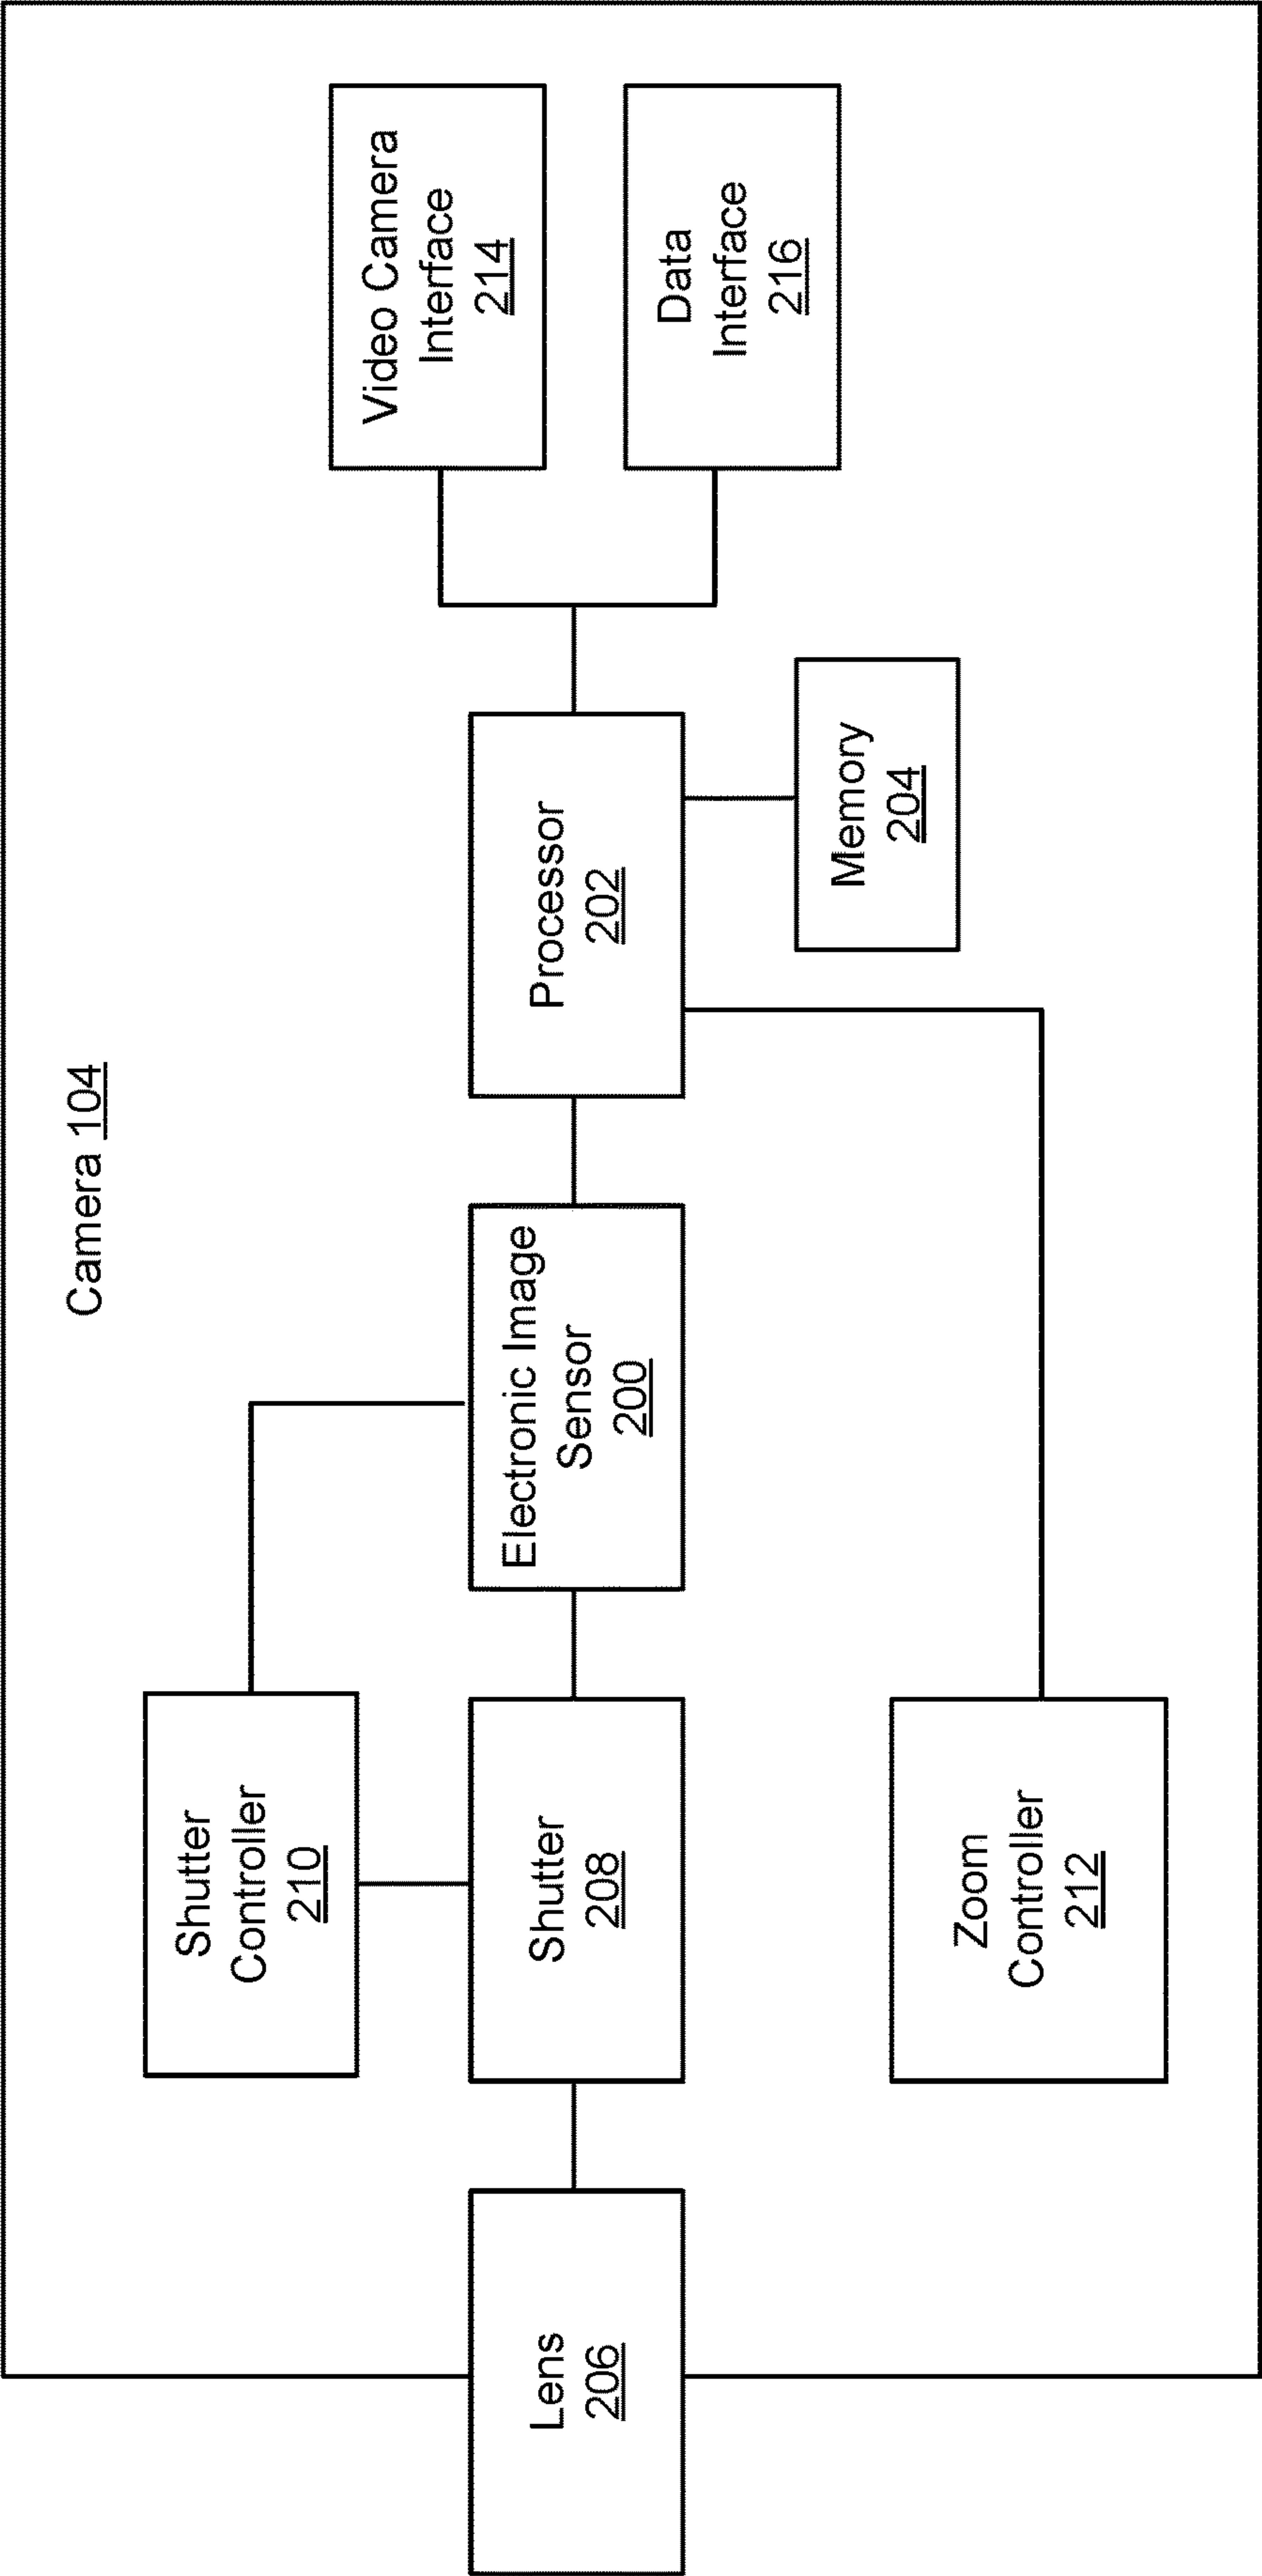 Camera 104
Shutter
Controller
210
Video Camera
Interface
214
Lens
206
Shutter
208
Electronic Image
Sensor
200
Processor
202
Data
Interface
216
Memory
204
Zoom
Controller
212